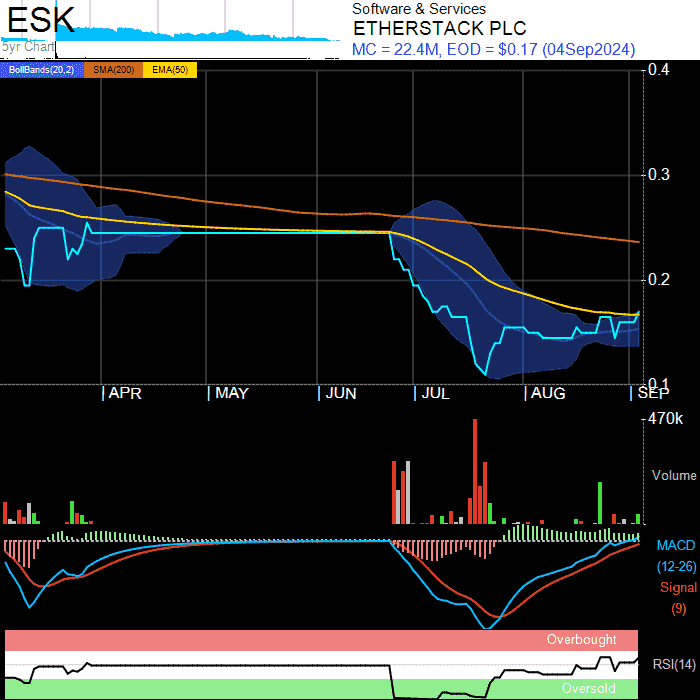 ESK
5yr Chart
Software & Services
ETHERSTACK PLC
MC = 22.4M, EOD = $0.17 (04Sep2024)
BollBands(20,2) SMA(200) EMA(50)
0.4
0.3
0.2
0.1
APR MAY JUN JUL AUG SEP
470k
Volume
MACD
(12-26)
Signal
(9)
Overbought
RSI(14)
Oversold